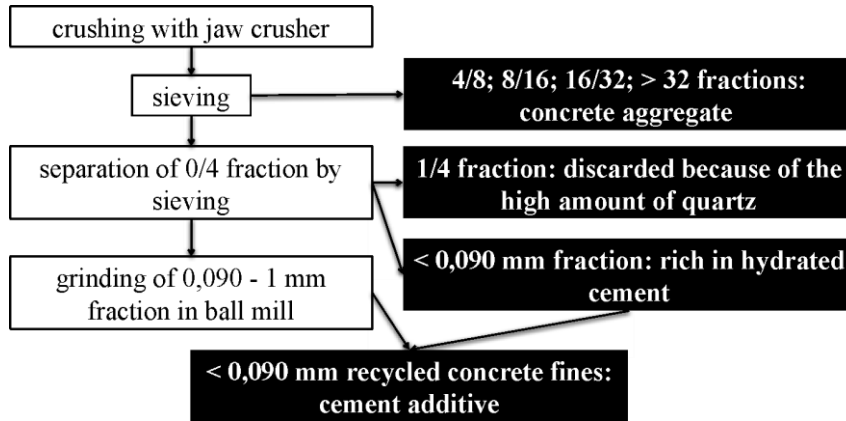 crushing with jaw crusher
sieving
4/8; 8/16; 16/32; > 32 fractions:
concrete aggregate
separation of 0/4 fraction by
sieving
1/4 fraction: discarded because of the
high amount of quartz
< 0,090 mm fraction: rich in hydrated
cement
grinding of 0,090 - 1 mm
fraction in ball mill
< 0,090 mm recycled concrete fines:
cement additive